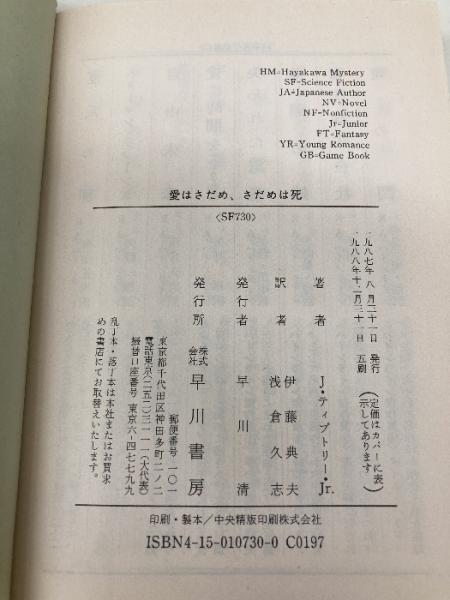 HM=Hayakawa Mystery
SF=Science Fiction
JA=Japanese Author
NV=Novel
NF=Nonfiction
Jr=Junior
FT=Fantasy
YR=Young Romance
GB=Game Book
愛はさだめ、さだめは死
〈SF730〉
一九八七年 八月三十一日 発行
一九八八年十二月三十一日 五刷
(定価はカバーに表示してあります)
著者 J・ティプトリー・Jr.
訳者 伊藤典夫
浅倉久志
発行者 早川清
発行所 株式会社 早川書房
郵便番号 一〇一
東京都千代田区神田多町二ノ二
電話東京(二五二)三一一一(大代表)
振替口座番号 東京六-四七七九九
乱丁本・落丁本は本社またはお買求
めの書店にてお取替えいたします。
印刷・製本/中央精版印刷株式会社
ISBN4-15-010730-0 C0197